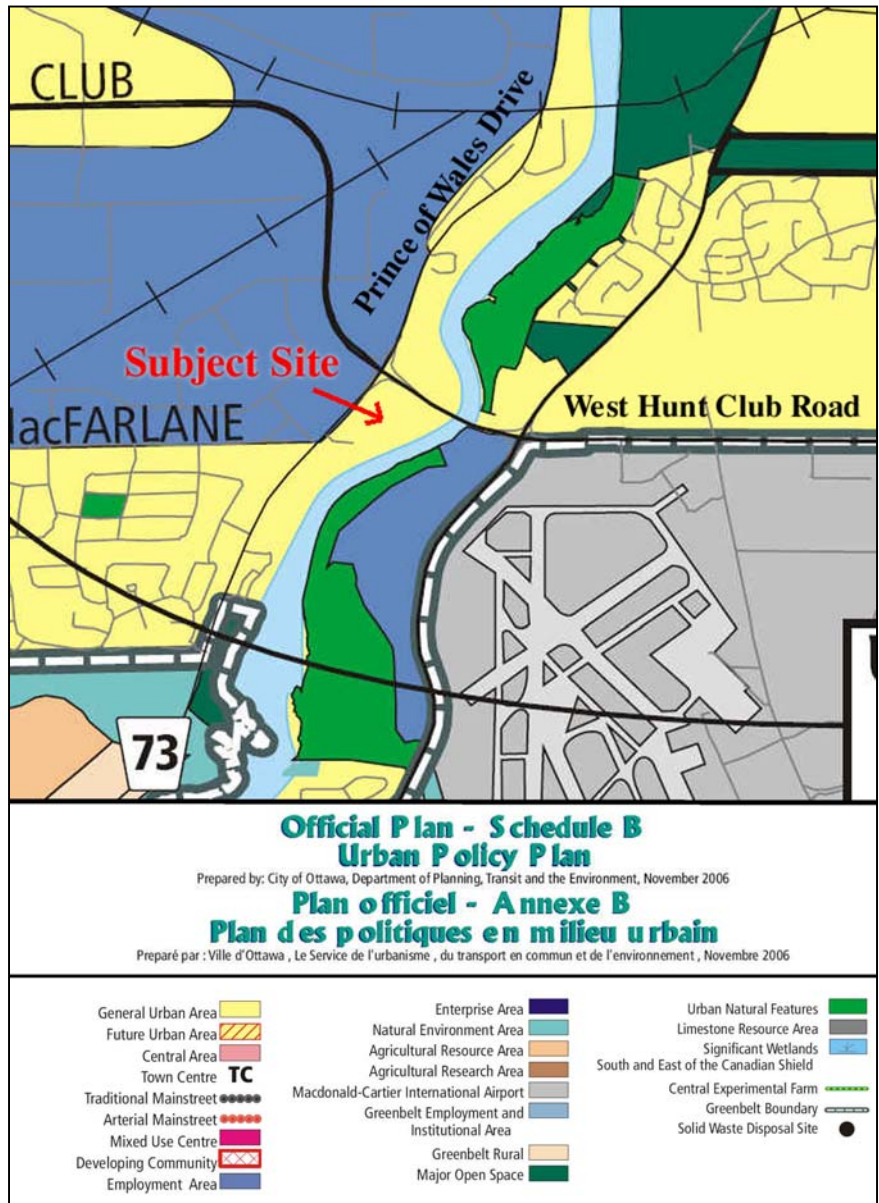 CLUB
Prince of Wales Drive
Subject Site
MacFARLANE
West Hunt Club Road
73
Official Plan - Schedule B
Urban Policy Plan
Prepared by: City of Ottawa, Department of Planning, Transit and the Environment, November 2006
Plan officiel - Annexe B
Plan des politiques en milieu urbain
Preparé par : Ville d'Ottawa , Le Service de l'urbanisme , du transport en commun et de l'environnement , Novembre 2006
General Urban Area
Future Urban Area
Central Area
Town Centre TC
Traditional Mainstreet
Arterial Mainstreet
Mixed Use Centre
Developing Community
Employment Area
Enterprise Area
Natural Environment Area
Agricultural Resource Area
Agricultural Research Area
Macdonald-Cartier International Airport
Greenbelt Employment and
Institutional Area
Greenbelt Rural
Major Open Space
Urban Natural Features
Limestone Resource Area
Significant Wetlands
South and East of the Canadian Shield
Central Experimental Farm
Greenbelt Boundary
Solid Waste Disposal Site